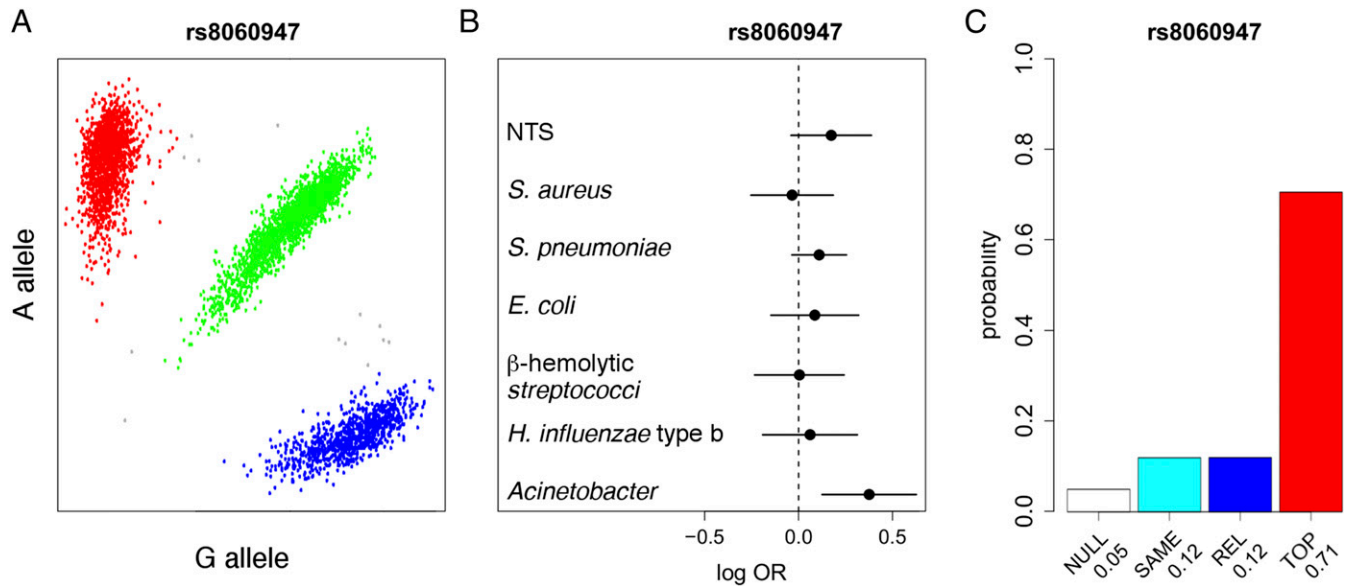 A
rs8060947
A allele
G allele
B
rs8060947
NTS
S. aureus
S. pneumoniae
E. coli
β-hemolytic
streptococci
H. influenzae type b
Acinetobacter
−0.5
0.0
0.5
log OR
C
rs8060947
probability
1.0
0.8
0.6
0.4
0.2
0.0
NULL
0.05
SAME
0.12
REL
0.12
TOP
0.71